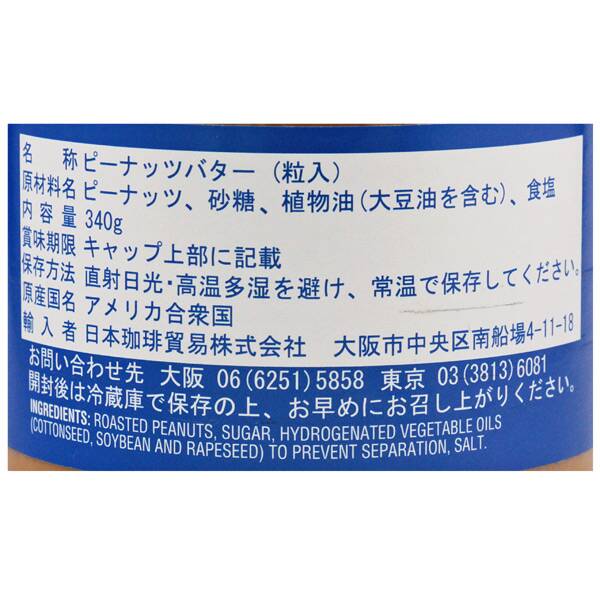 名 称 ピーナッツバター (粒入)
原材料名 ピーナッツ、砂糖、植物油(大豆油を含む)、食塩
内 容 量 340g
賞味期限 キャップ上部に記載
保存方法 直射日光・高温多湿を避け、常温で保存してください。
原産国名 アメリカ合衆国
輸 入 者 日本珈琲貿易株式会社 大阪市中央区南船場4-11-18
お問い合わせ先 大阪 06(6251)5858 東京 03(3813)6081
開封後は冷蔵庫で保存の上、お早めにお召し上がりください。
INGREDIENTS: ROASTED PEANUTS, SUGAR, HYDROGENATED VEGETABLE OILS
(COTTONSEED, SOYBEAN AND RAPESEED) TO PREVENT SEPARATION, SALT.